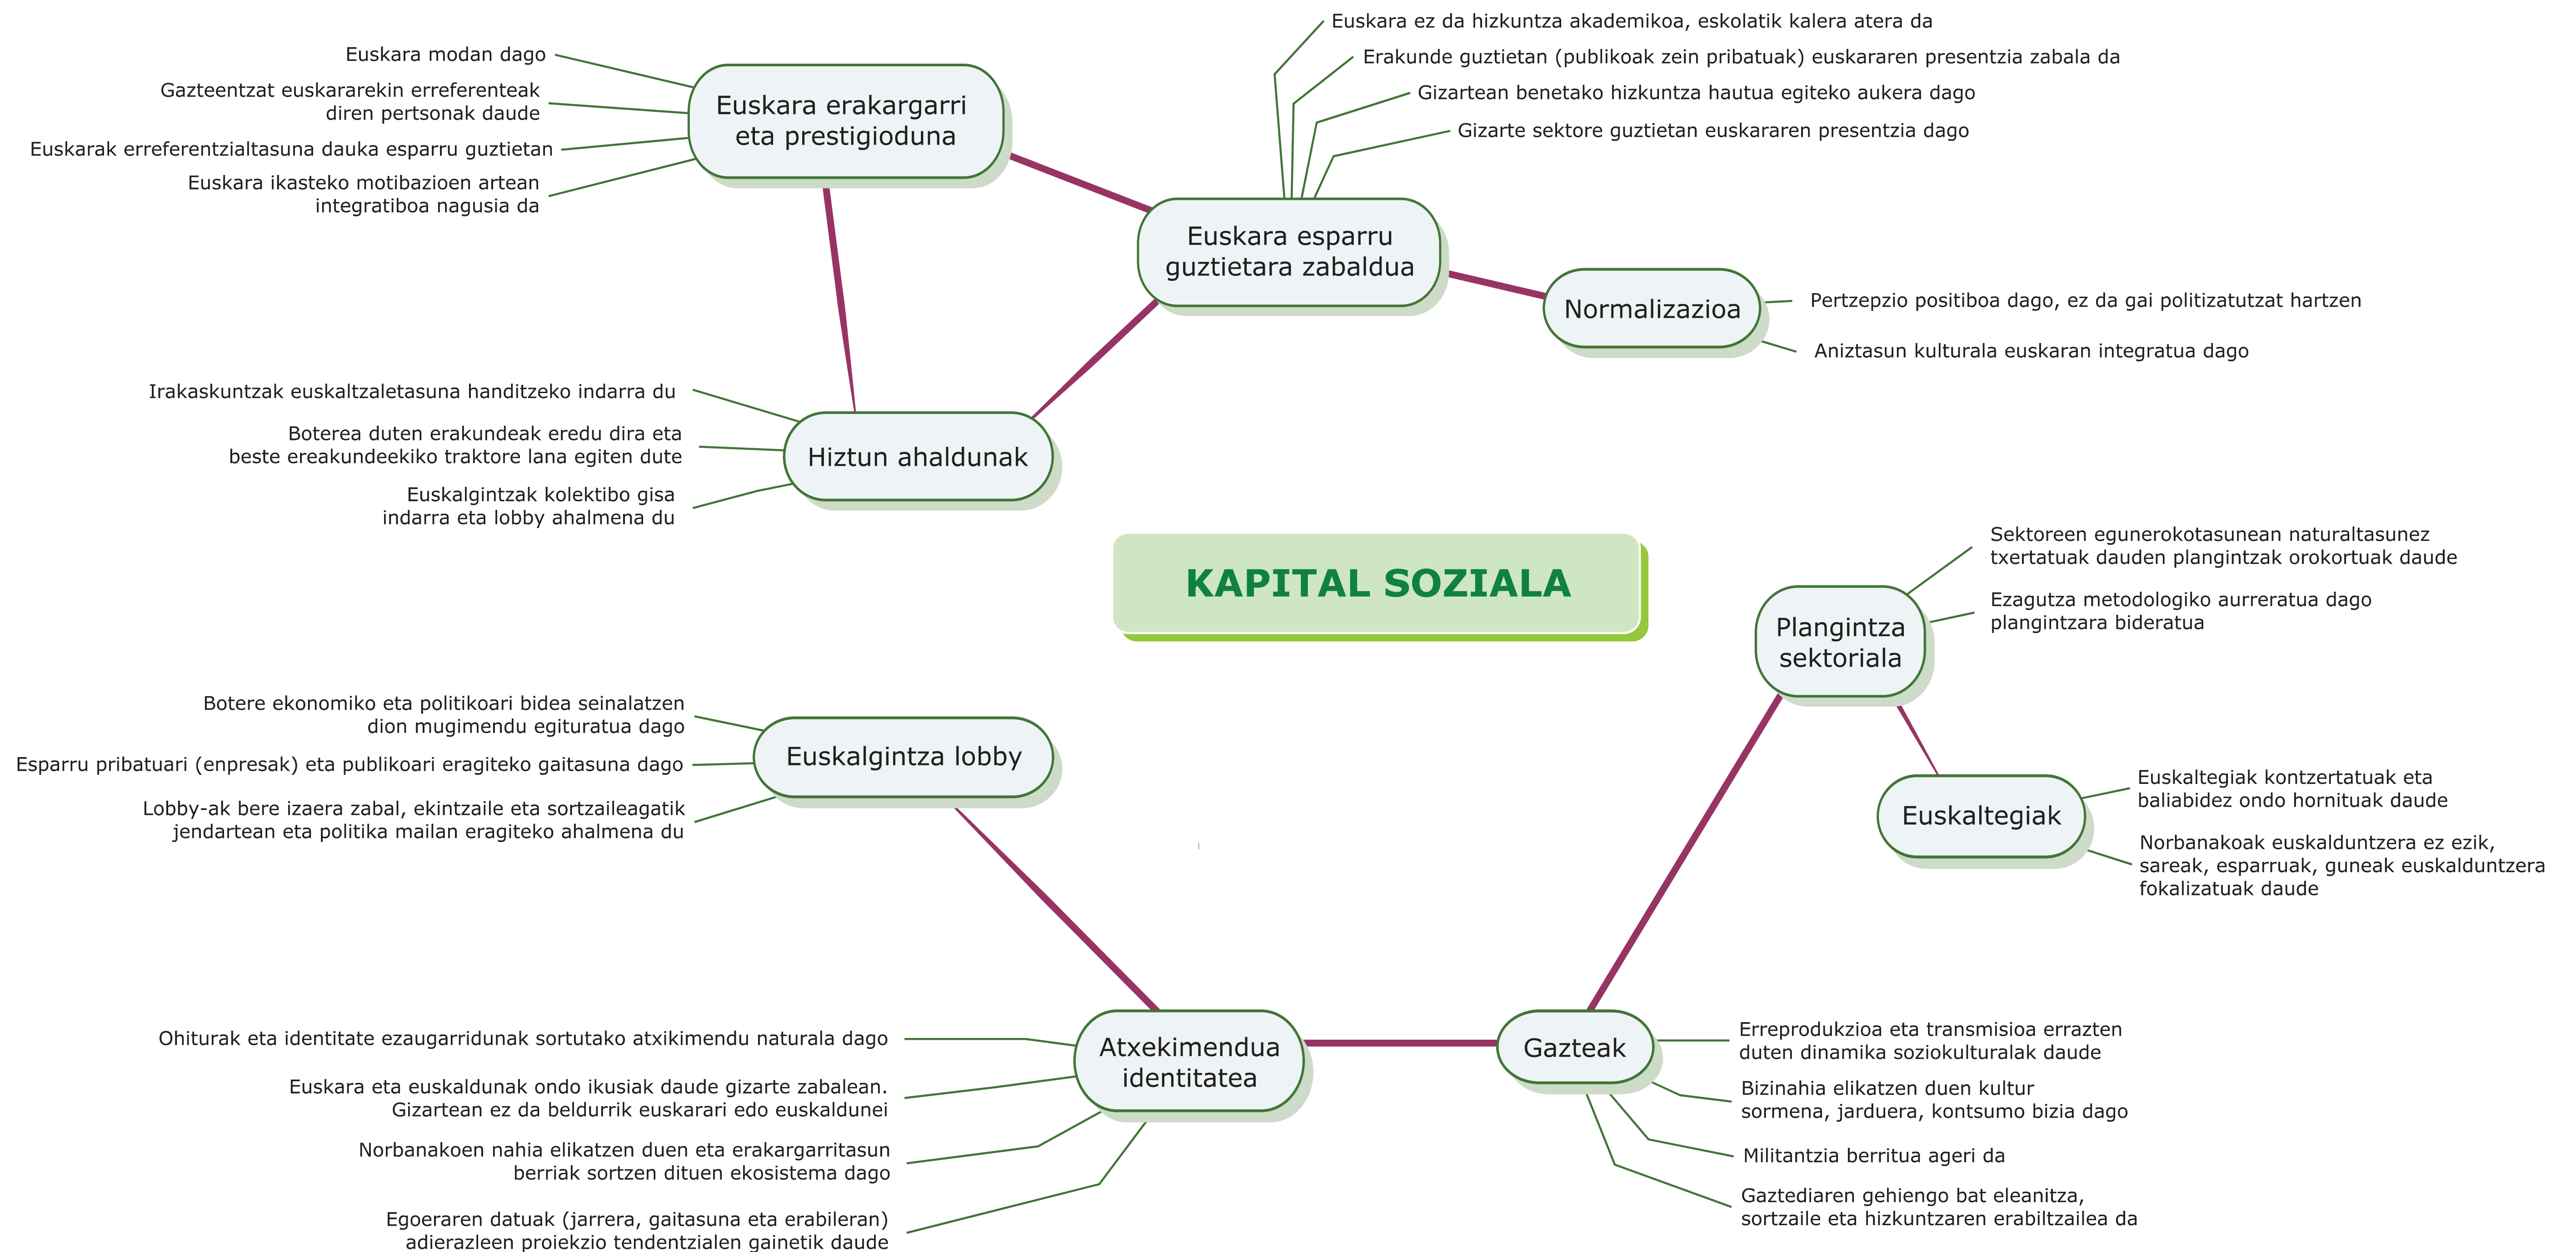 Euskara modan dago
Gazteentzat euskararekin erreferenteak
diren pertsonak daude
Euskarak erreferentzialtasuna dauka esparru guztietan
Euskara ikasteko motibazioen artean
integratiboa nagusia da
Euskara erakargarri
eta prestigioduna
Euskara ez da hizkuntza akademikoa, eskolatik kalera atera da
Erakunde guztietan (publikoak zein pribatuak) euskararen presentzia zabala da
Gizartean benetako hizkuntza hautua egiteko aukera dago
Gizarte sektore guztietan euskararen presentzia dago
Euskara esparru
guztietara zabaldua
Normalizazioa
Pertzepzio positiboa dago, ez da gai politizatutzat hartzen
Aniztasun kulturala euskaran integratua dago
Irakaskuntzak euskaltzaletasuna handitzeko indarra du
Boterea duten erakundeak eredu dira eta
beste ereakundeekiko traktore lana egiten dute
Euskalgintzak kolektibo gisa
indarra eta lobby ahalmena du
Hiztun ahaldunak
KAPITAL SOZIALA
Sektoreen egunerokotasunean naturaltasunez
txertatuak dauden plangintzak orokortuak daude
Ezagutza metodologiko aurreratua dago
plangintzara bideratua
Plangintza
sektoriala
Botere ekonomiko eta politikoari bidea seinalatzen
dion mugimendu egituratua dago
Esparru pribatuari (enpresak) eta publikoari eragiteko gaitasuna dago
Lobby-ak bere izaera zabal, ekintzaile eta sortzaileagatik
jendartean eta politika mailan eragiteko ahalmena du
Euskalgintza lobby
Euskaltegiak
Euskaltegiak kontzertatuak eta
baliabidez ondo hornituak daude
Norbanakoak euskalduntzera ez ezik,
sareak, esparruak, guneak euskalduntzera
fokalizatuak daude
Ohiturak eta identitate ezaugarridunak sortutako atxikimendu naturala dago
Euskara eta euskaldunak ondo ikusiak daude gizarte zabalean.
Gizartean ez da beldurrik euskarari edo euskaldunei
Norbanakoen nahia elikatzen duen eta erakargarritasun
berriak sortzen dituen ekosistema dago
Egoeraren datuak (jarrera, gaitasuna eta erabileran)
adierazleen proiekzio tendentzialen gainetik daude
Atxekimendua
identitatea
Gazteak
Erreprodukzioa eta transmisioa errazten
duten dinamika soziokulturalak daude
Bizinahia elikatzen duen kultur
sormena, jarduera, kontsumo bizia dago
Militantzia berritua ageri da
Gaztediaren gehiengo bat eleanitza,
sortzaile eta hizkuntzaren erabiltzailea da